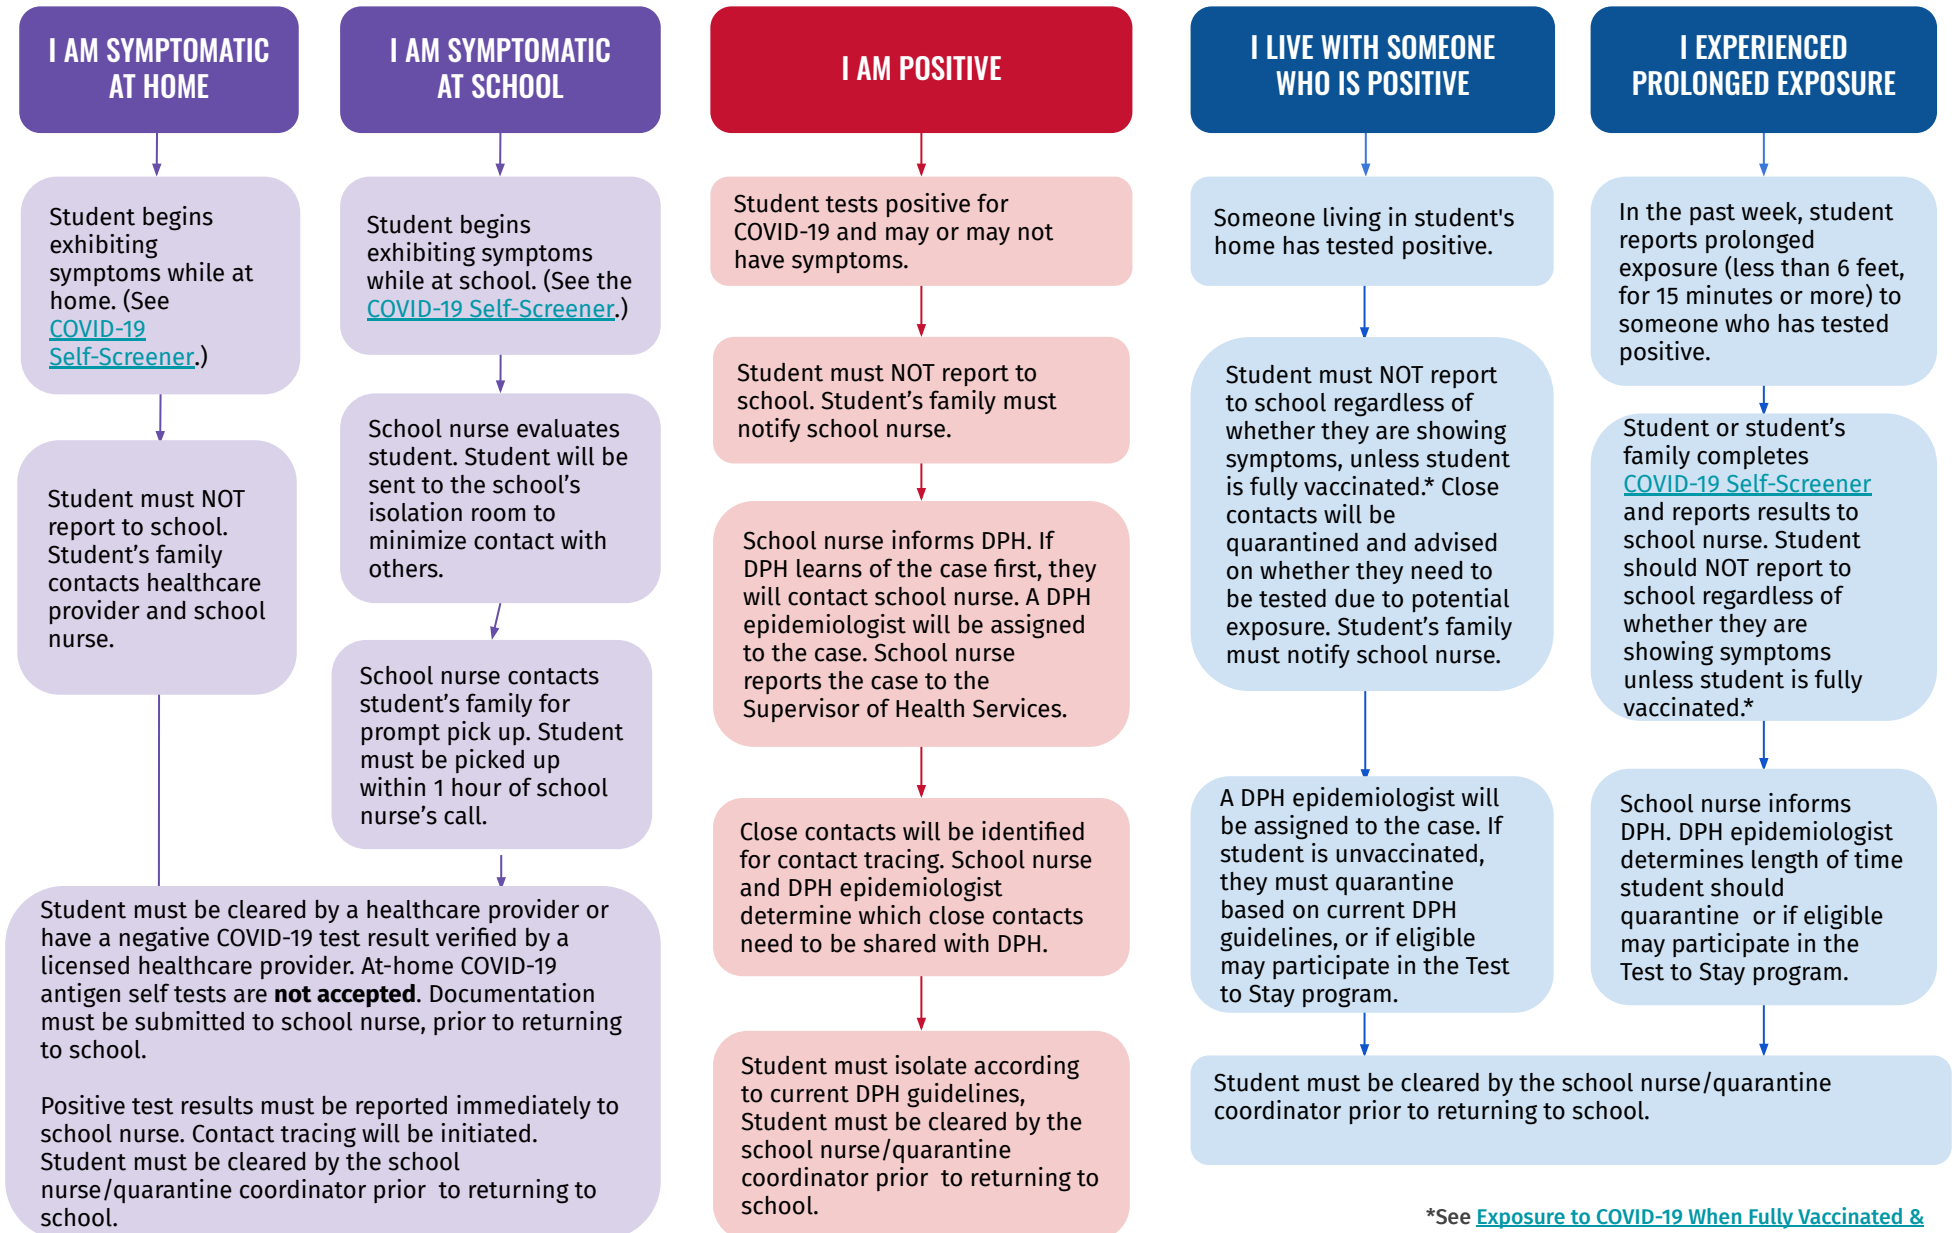 I AM SYMPTOMATIC
AT HOME
Student begins
exhibiting
symptoms while at
home. (See
COVID-19
Self-Screener.)
Student must NOT
report to school.
Student's family
contacts healthcare
provider and school
nurse.
I AM SYMPTOMATIC
AT SCHOOL
Student begins
exhibiting symptoms
while at school. (See the
COVID-19 Self-Screener.)
School nurse evaluates
student. Student will be
sent to the school's
isolation room to
minimize contact with
others.
School nurse contacts
student's family for
prompt pick up. Student
must be picked up
within 1 hour of school
nurse's call.
Student must be cleared by a healthcare provider or
have a negative COVID-19 test result verified by a
licensed healthcare provider. At-home COVID-19
antigen self tests are not accepted. Documentation
must be submitted to school nurse, prior to returning
to school.
Positive test results must be reported immediately to
school nurse. Contact tracing will be initiated.
Student must be cleared by the school
nurse/quarantine coordinator prior  to returning to
school.
I AM POSITIVE
Student tests positive for
COVID-19 and may or may not
have symptoms.
Student must NOT report to
school. Student's family must
notify school nurse.
School nurse informs DPH. If
DPH learns of the case first, they
will contact school nurse. A DPH
epidemiologist will be assigned
to the case. School nurse
reports the case to the
Supervisor of Health Services.
Close contacts will be identified
for contact tracing. School nurse
and DPH epidemiologist
determine which close contacts
need to be shared with DPH.
Student must isolate according
to current DPH guidelines,
Student must be cleared by the
school nurse/quarantine
coordinator prior  to returning to
school.
I LIVE WITH SOMEONE
WHO IS POSITIVE
Someone living in student's
home has tested positive.
Student must NOT report
to school regardless of
whether they are showing
symptoms, unless student
is fully vaccinated.* Close
contacts will be
quarantined and advised
on whether they need to
be tested due to potential
exposure. Student's family
must notify school nurse.
A DPH epidemiologist will
be assigned to the case. If
student is unvaccinated,
they must quarantine
based on current DPH
guidelines, or if eligible
may participate in the Test
to Stay program.
I EXPERIENCED
PROLONGED EXPOSURE
In the past week, student
reports prolonged
exposure (less than 6 feet,
for 15 minutes or more) to
someone who has tested
positive.
Student or student's
family completes
COVID-19 Self-Screener
and reports results to
school nurse. Student
should NOT report to
school regardless of
whether they are
showing symptoms
unless student is fully
vaccinated.*
School nurse informs
DPH. DPH epidemiologist
determines length of time
student should
quarantine  or if eligible
may participate in the
Test to Stay program.
Student must be cleared by the school nurse/quarantine
coordinator prior to returning to school.
*See Exposure to COVID-19 When Fully Vaccinated &